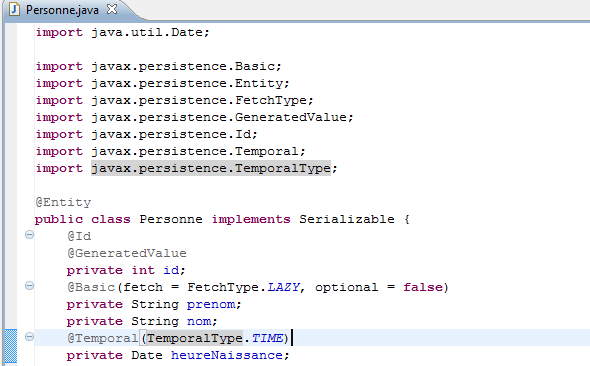 Personne.java
import java.util.Date;
import javax.persistence.Basic;
import javax.persistence.Entity;
import javax.persistence.FetchType;
import javax.persistence.GeneratedValue;
import javax.persistence.Id;
import javax.persistence.Temporal;
import javax.persistence.TemporalType;
@Entity
public class Personne implements Serializable {
@Id
@GeneratedValue
private int id;
@Basic(fetch = FetchType.LAZY, optional = false)
private String prenom;
private String nom;
@Temporal(TemporalType.TIME)
private Date heureNaissance;